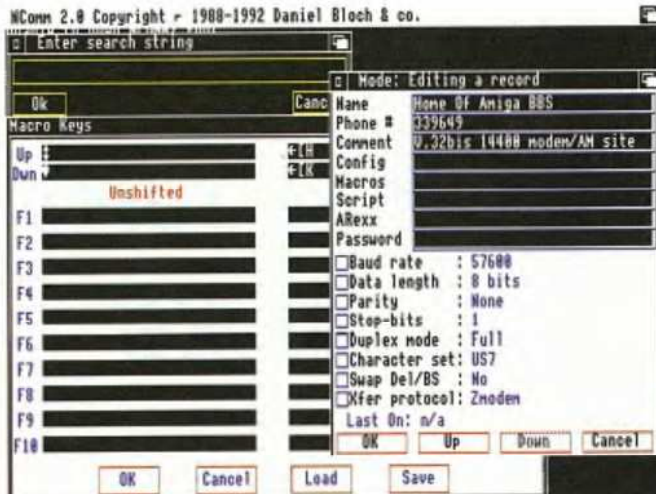 NComm 2.0 Copyright 1988-1992 Daniel Bloch & co.
Enter search string
Ok
Canc
Macro Keys
Up
←[H
Dwn
←[K
Unshifted
F1
F2
F3
F4
F5
F6
F7
F8
F9
F10
OK Cancel Load Save
Mode: Editing a record
Name Home Of Amiga BBS
Phone # 339649
Comment V.32bis 14400 modem/AM site
Config
Macros
Script
ARexx
Password
Baud rate : 57600
Data length : 8 bits
Parity : None
Stop-bits : 1
Duplex mode : Full
Character set: US7
Swap Del/BS : No
Xfer protocol: Zmodem
Last On: n/a
OK Up Down Cancel